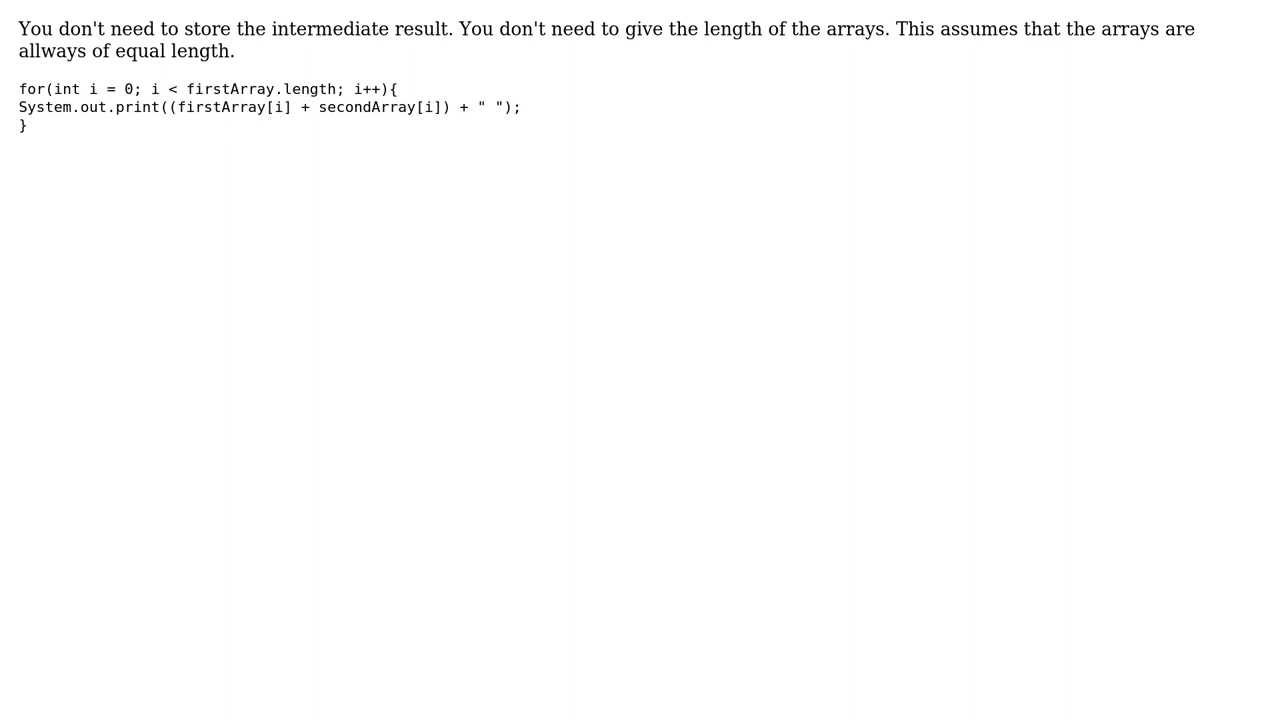 You don't need to store the intermediate result. You don't need to give the length of the arrays. This assumes that the arrays are
allways of equal length.
for(int i = 0; i < firstArray.length; i++){
System.out.print((firstArray[i] + secondArray[i]) + " ");
}